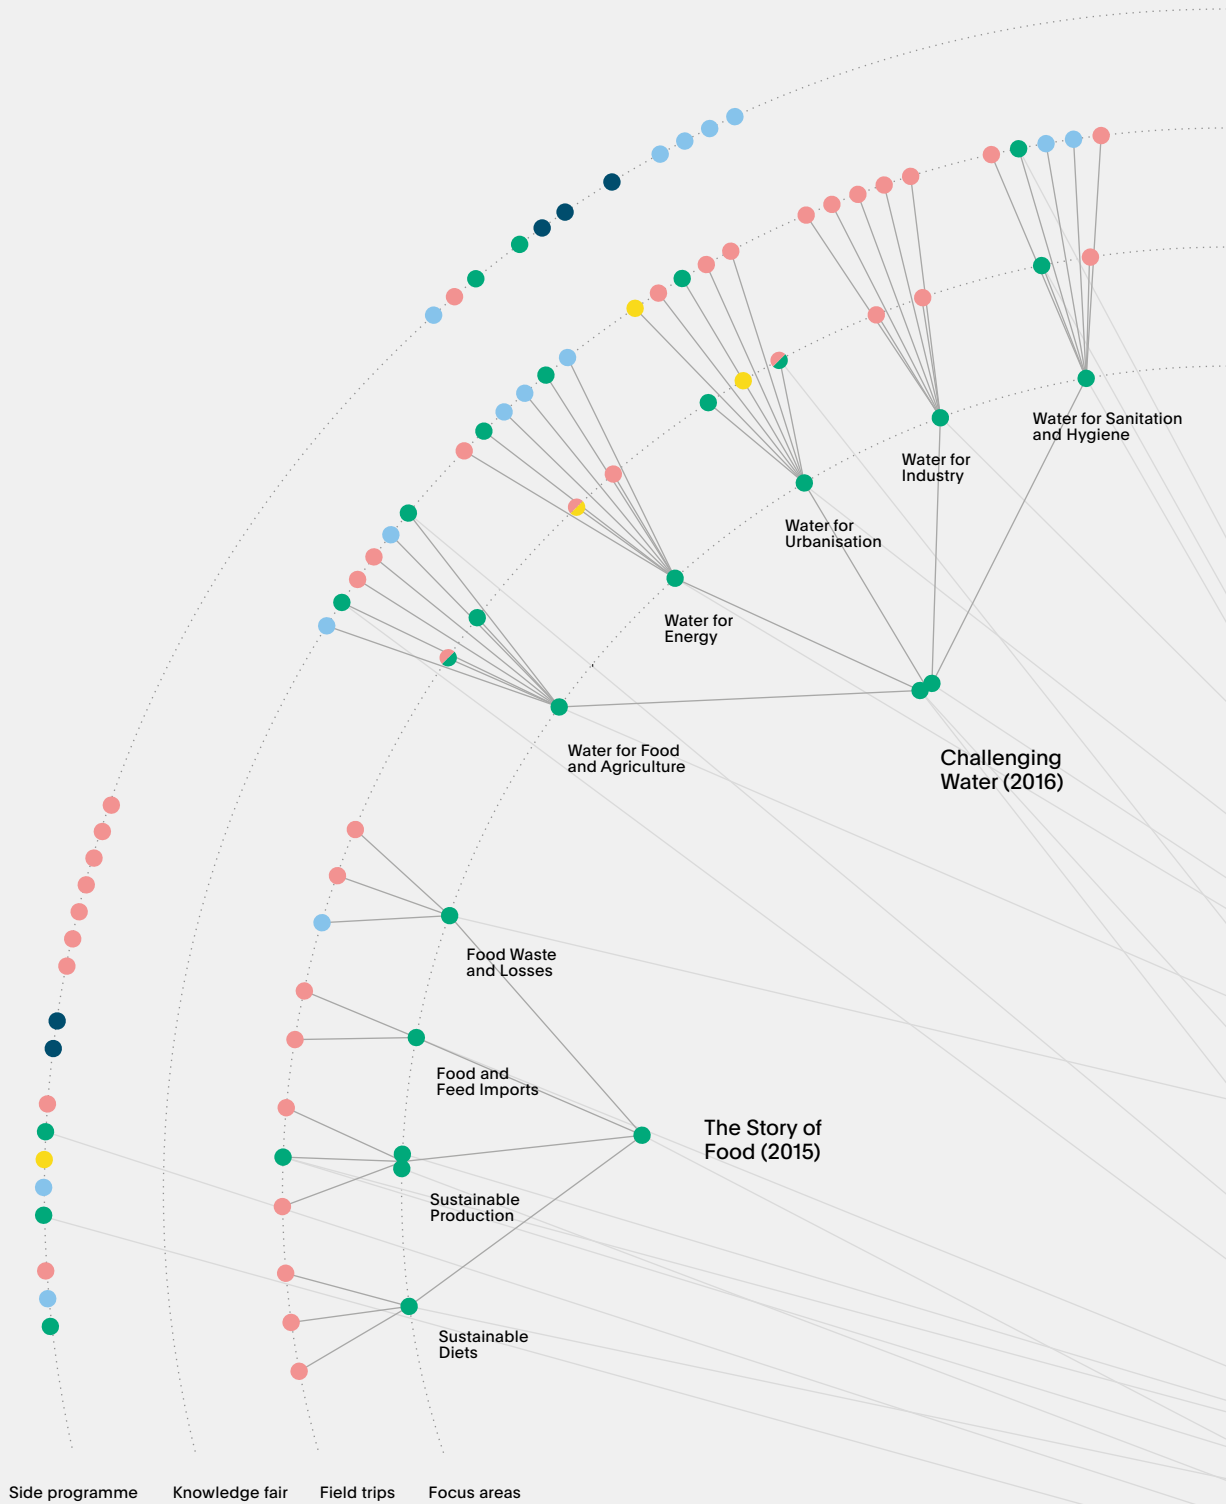 Water for Sanitation
and Hygiene
Water for
Industry
Water for
Urbanisation
Water for
Energy
Water for Food
and Agriculture
Challenging
Water (2016)
Food Waste
and Losses
Food and
Feed Imports
The Story of
Food (2015)
Sustainable
Production
Sustainable
Diets
Side programme
Knowledge fair
Field trips
Focus areas